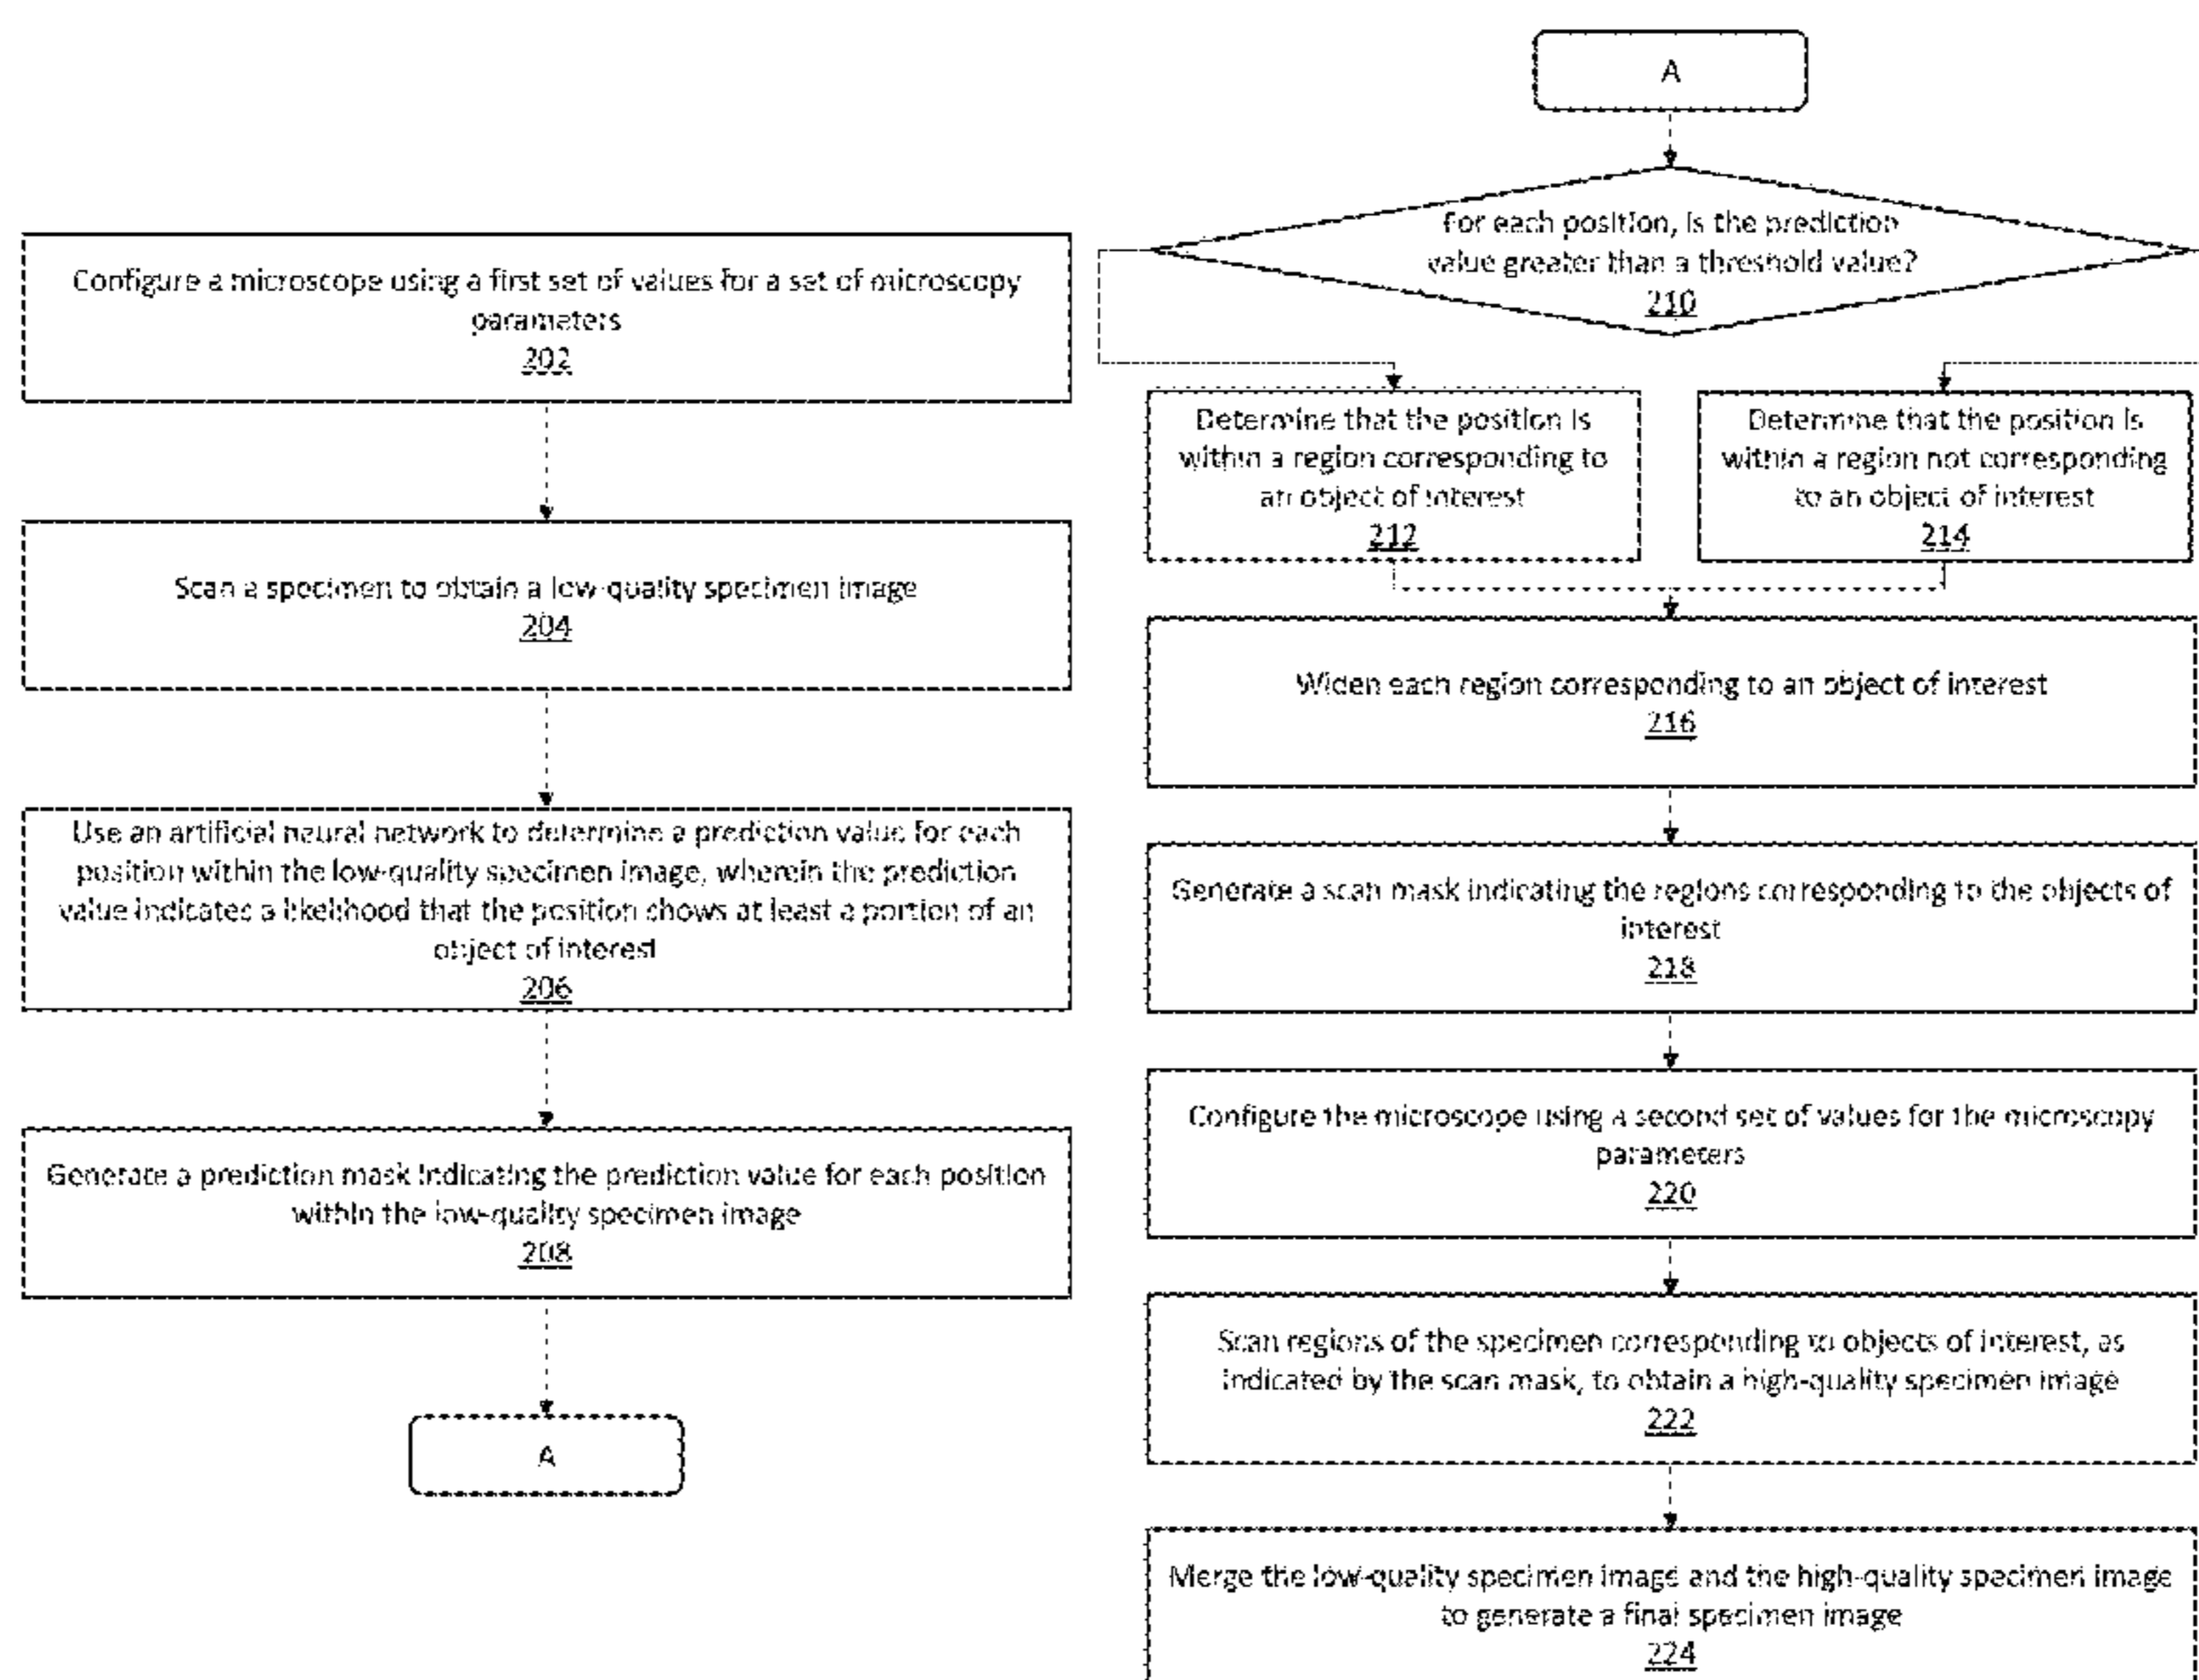 Configure a microscope using a first set of values for a set of microscopy
parameters
202
Scan a specimen to obtain a low-quality specimen image
204
Use an artificial neural network to determine a prediction value for each
position within the low-quality specimen image, wherein the prediction
value indicates a likelihood that the position shows at least a portion of an
object of interest
206
Generate a prediction mask indicating the prediction value for each position
within the low-quality specimen image
208
A
A
For each position, is the prediction
value greater than a threshold value?
210
Determine that the position is
within a region corresponding to
an object of interest
212
Determine that the position is
within a region not corresponding
to an object of interest
214
Widen each region corresponding to an object of interest
216
Generate a scan mask indicating the regions corresponding to the objects of
interest
218
Configure the microscope using a second set of values for the microscopy
parameters
220
Scan regions of the specimen corresponding to objects of interest, as
indicated by the scan mask, to obtain a high-quality specimen image
222
Merge the low-quality specimen image and the high-quality specimen image
to generate a final specimen image
224